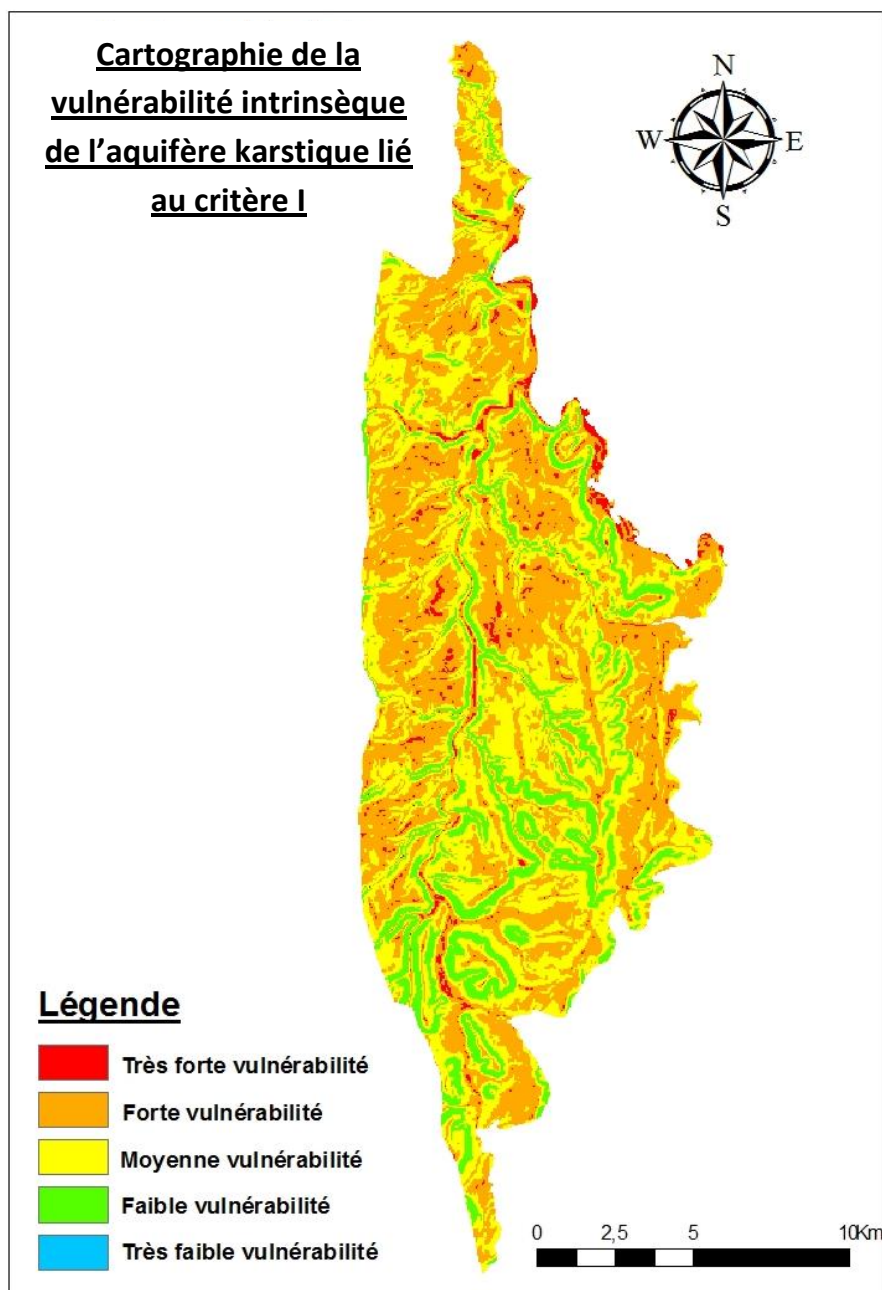 Cartographie de la
vulnérabilité intrinsèque
de l'aquifère karstique lié
au critère I
N
W E
S
Légende
Très forte vulnérabilité
Forte vulnérabilité
Moyenne vulnérabilité
Faible vulnérabilité
Très faible vulnérabilité
0 2,5 5 10Km